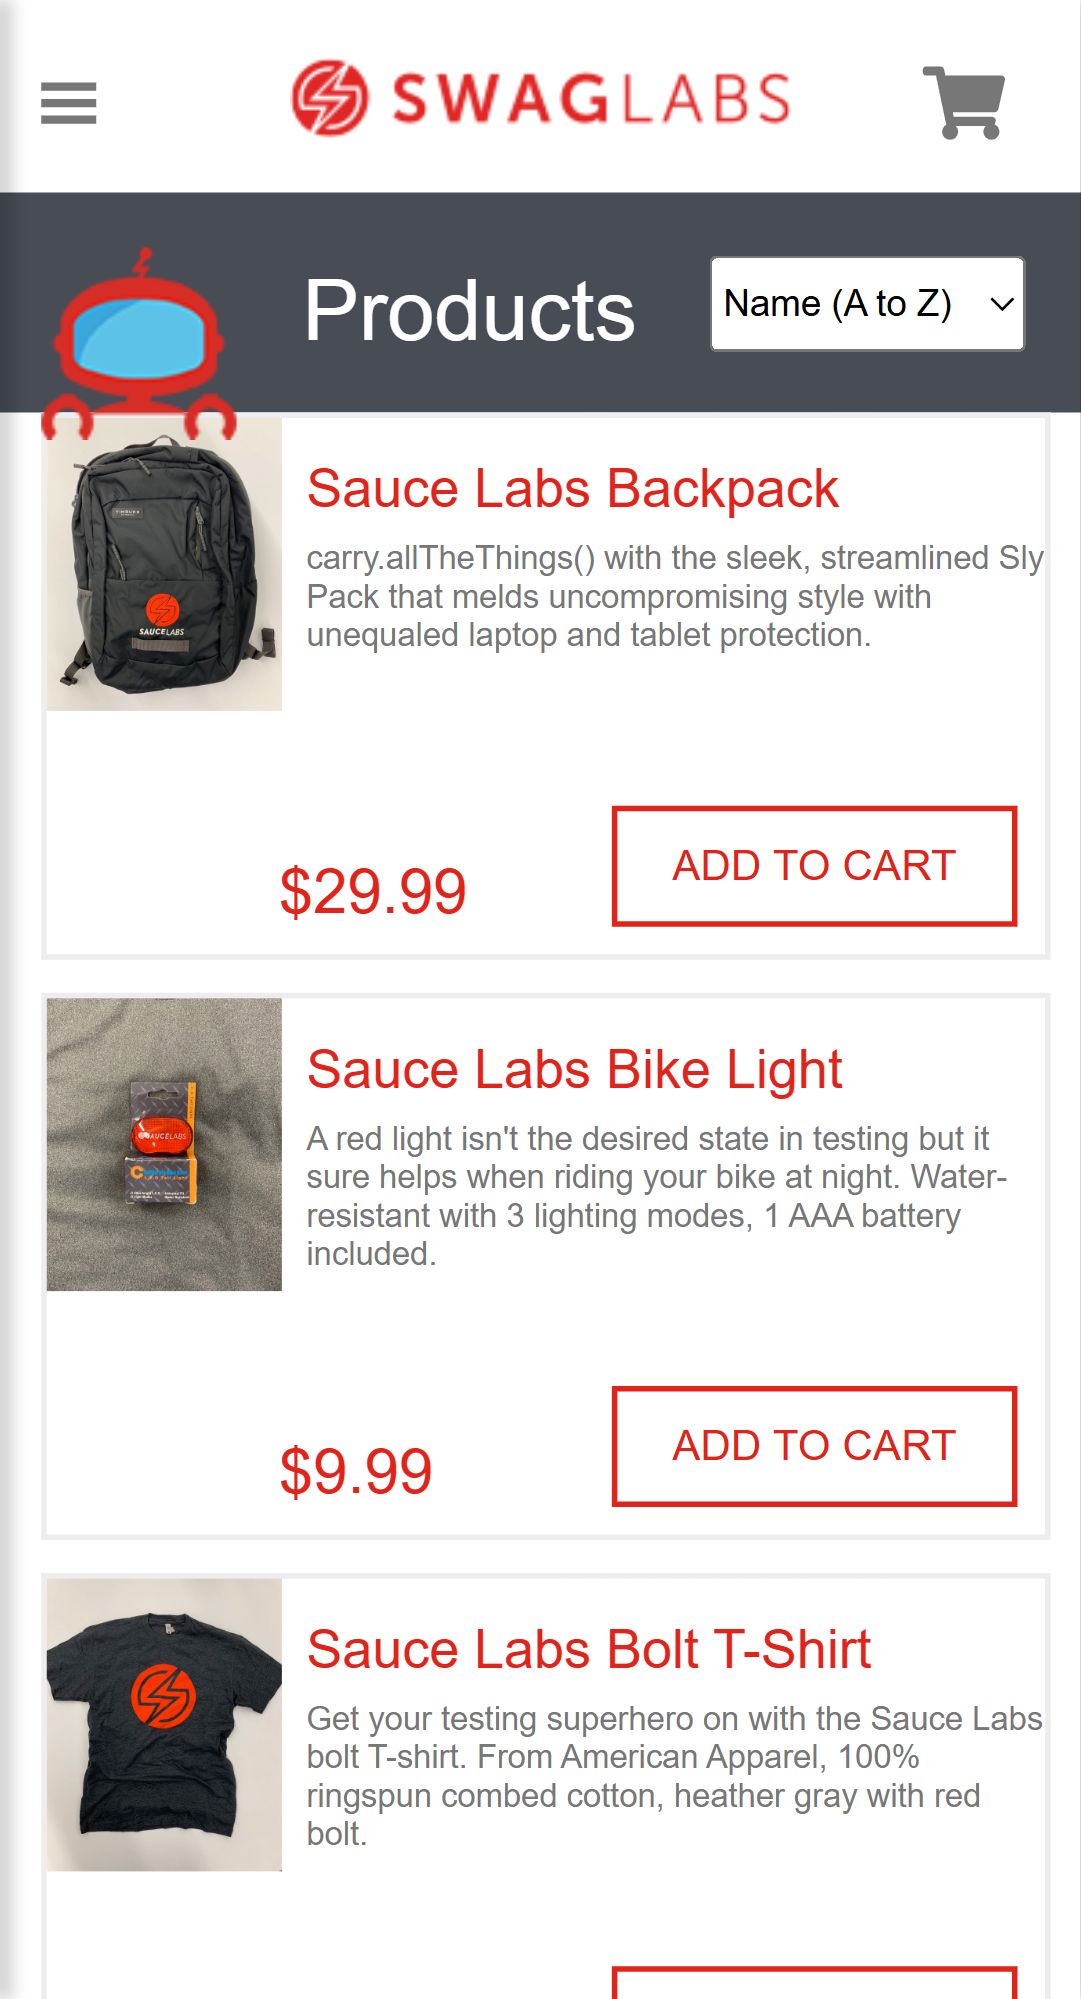 SWAGLABS
Products
Name (A to Z)
Sauce Labs Backpack
carry.allTheThings() with the sleek, streamlined Sly
Pack that melds uncompromising style with
unequaled laptop and tablet protection.
SAUCELABS
$29.99
ADD TO CART
Sauce Labs Bike Light
A red light isn't the desired state in testing but it
sure helps when riding your bike at night. Water-
resistant with 3 lighting modes, 1 AAA battery
included.
SAUCELABS
$9.99
ADD TO CART
Sauce Labs Bolt T-Shirt
Get your testing superhero on with the Sauce Labs
bolt T-shirt. From American Apparel, 100%
ringspun combed cotton, heather gray with red
bolt.